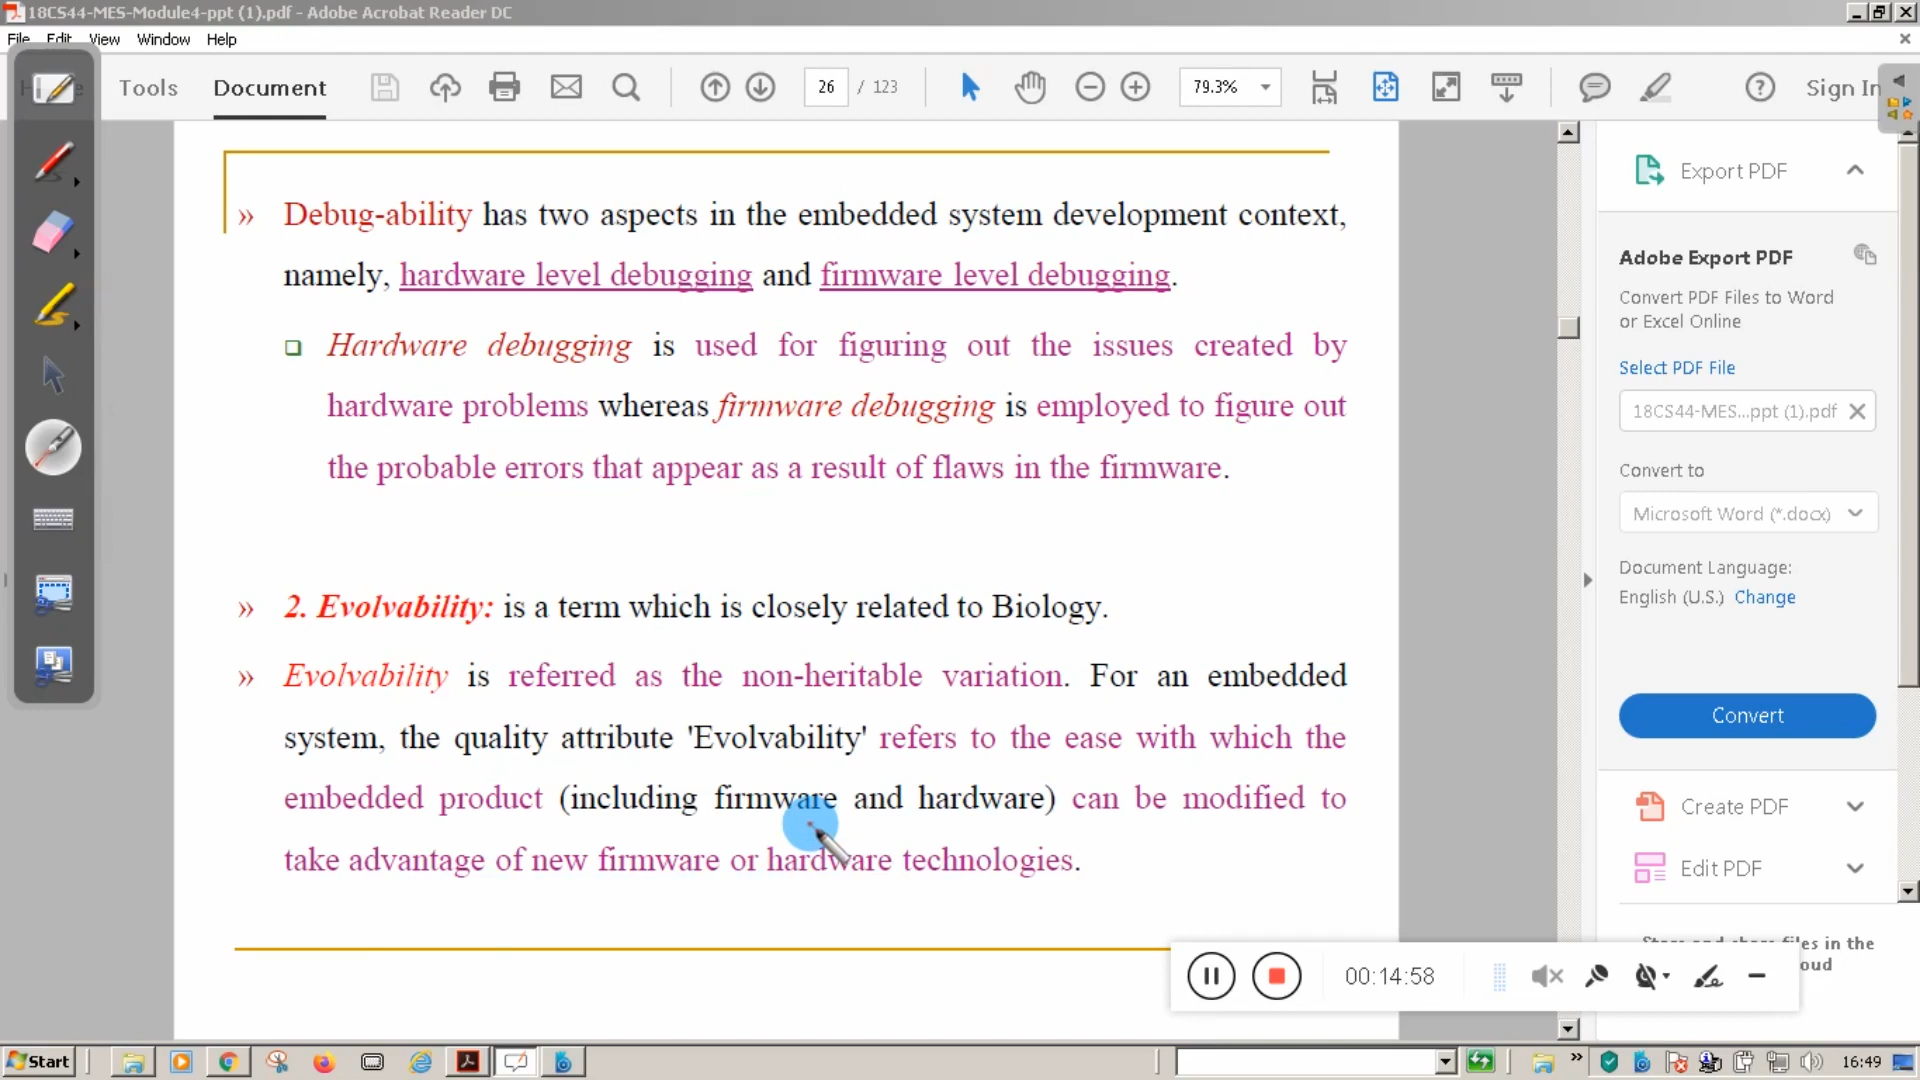 18CS44-MES-Module4-ppt (1).pdf - Adobe Acrobat Reader DC
File Edit View Window Help
Tools Document 26 / 123 79.3% Sign In
» Debug-ability has two aspects in the embedded system development context,
namely, hardware level debugging and firmware level debugging.
❑ Hardware debugging is used for figuring out the issues created by
hardware problems whereas firmware debugging is employed to figure out
the probable errors that appear as a result of flaws in the firmware.
» 2. Evolvability: is a term which is closely related to Biology.
» Evolvability is referred as the non-heritable variation. For an embedded
system, the quality attribute 'Evolvability' refers to the ease with which the
embedded product (including firmware and hardware) can be modified to
take advantage of new firmware or hardware technologies.
Export PDF
Adobe Export PDF
Convert PDF Files to Word
or Excel Online
Select PDF File
18CS44-MES...ppt (1).pdf
Convert to
Microsoft Word (*.docx)
Document Language:
English (U.S.) Change
Convert
Create PDF
Edit PDF
files in the
00:14:58
Start
16:49